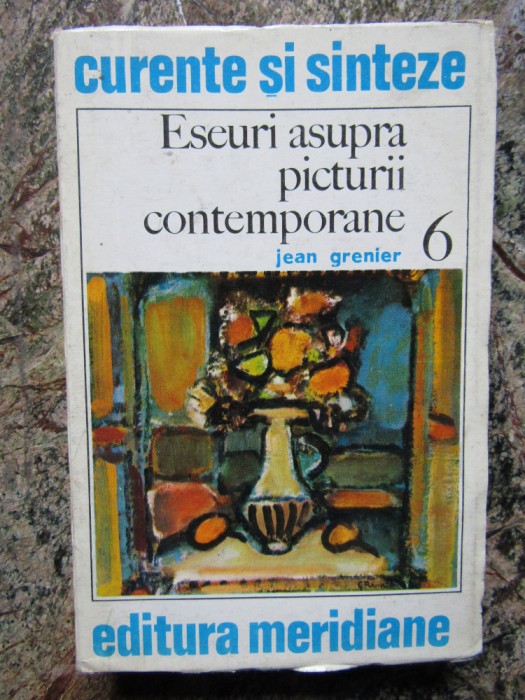 curente și sinteze
Eseuri asupra
picturii
contemporane 6
jean grenier
editura meridiane